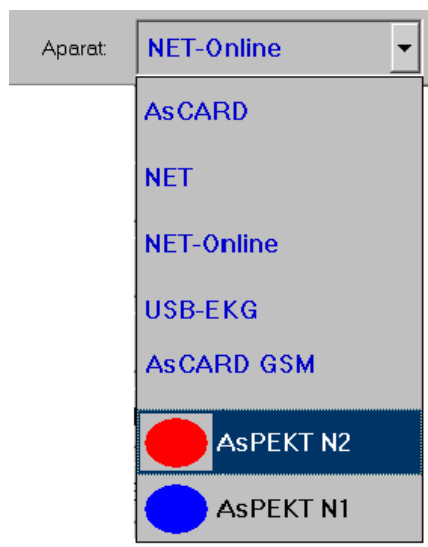 Aparat: NET-Online
AsCARD
NET
NET-Online
USB-EKG
AsCARD GSM
AsPEKT N2
AsPEKT N1